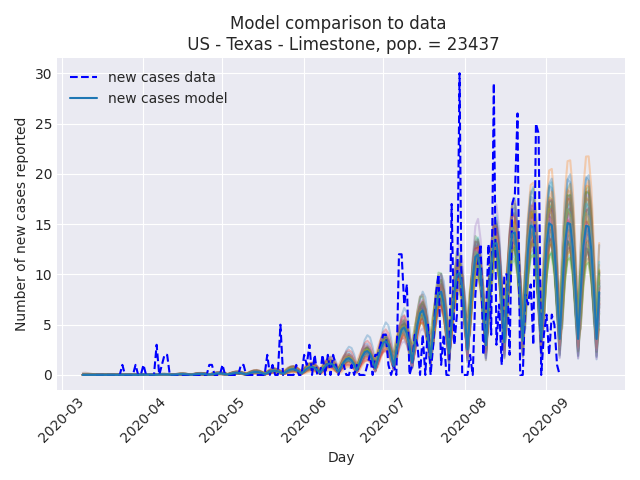 Model comparison to data
US - Texas - Limestone, pop. = 23437
new cases data
new cases model
Number of new cases reported
30
25
20
15
10
5
0
2020-03
2020-04
2020-05
2020-06
2020-07
2020-08
2020-09
Day